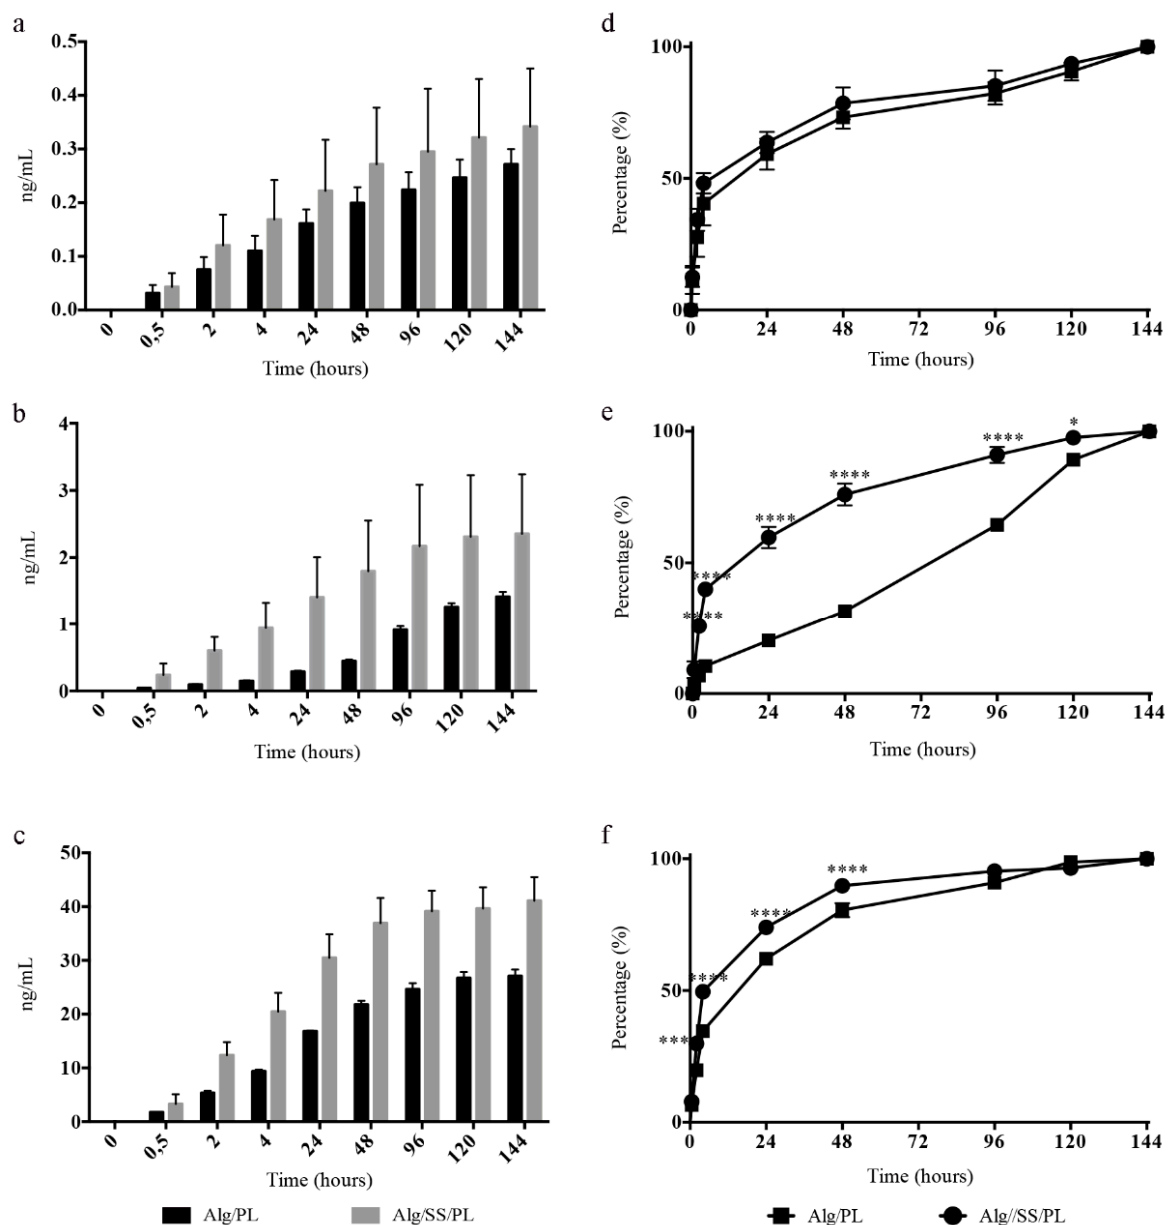 a
0.5
0.4
0.3
0.2
0.1
0.0
ng/mL
0 0,5 2 4 24 48 96 120 144
Time (hours)
d
100
50
0
Percentage (%)
0 24 48 72 96 120 144
Time (hours)
b
4
3
2
1
0
ng/mL
0 0,5 2 4 24 48 96 120 144
Time (hours)
e
100
50
0
Percentage (%)
**** **** **** **** **** *
0 24 48 72 96 120 144
Time (hours)
c
50
40
30
20
10
0
ng/mL
0 0,5 2 4 24 48 96 120 144
Time (hours)
f
100
50
0
Percentage (%)
*** **** **** ****
0 24 48 72 96 120 144
Time (hours)
Alg/PL Alg/SS/PL Alg/PL Alg//SS/PL